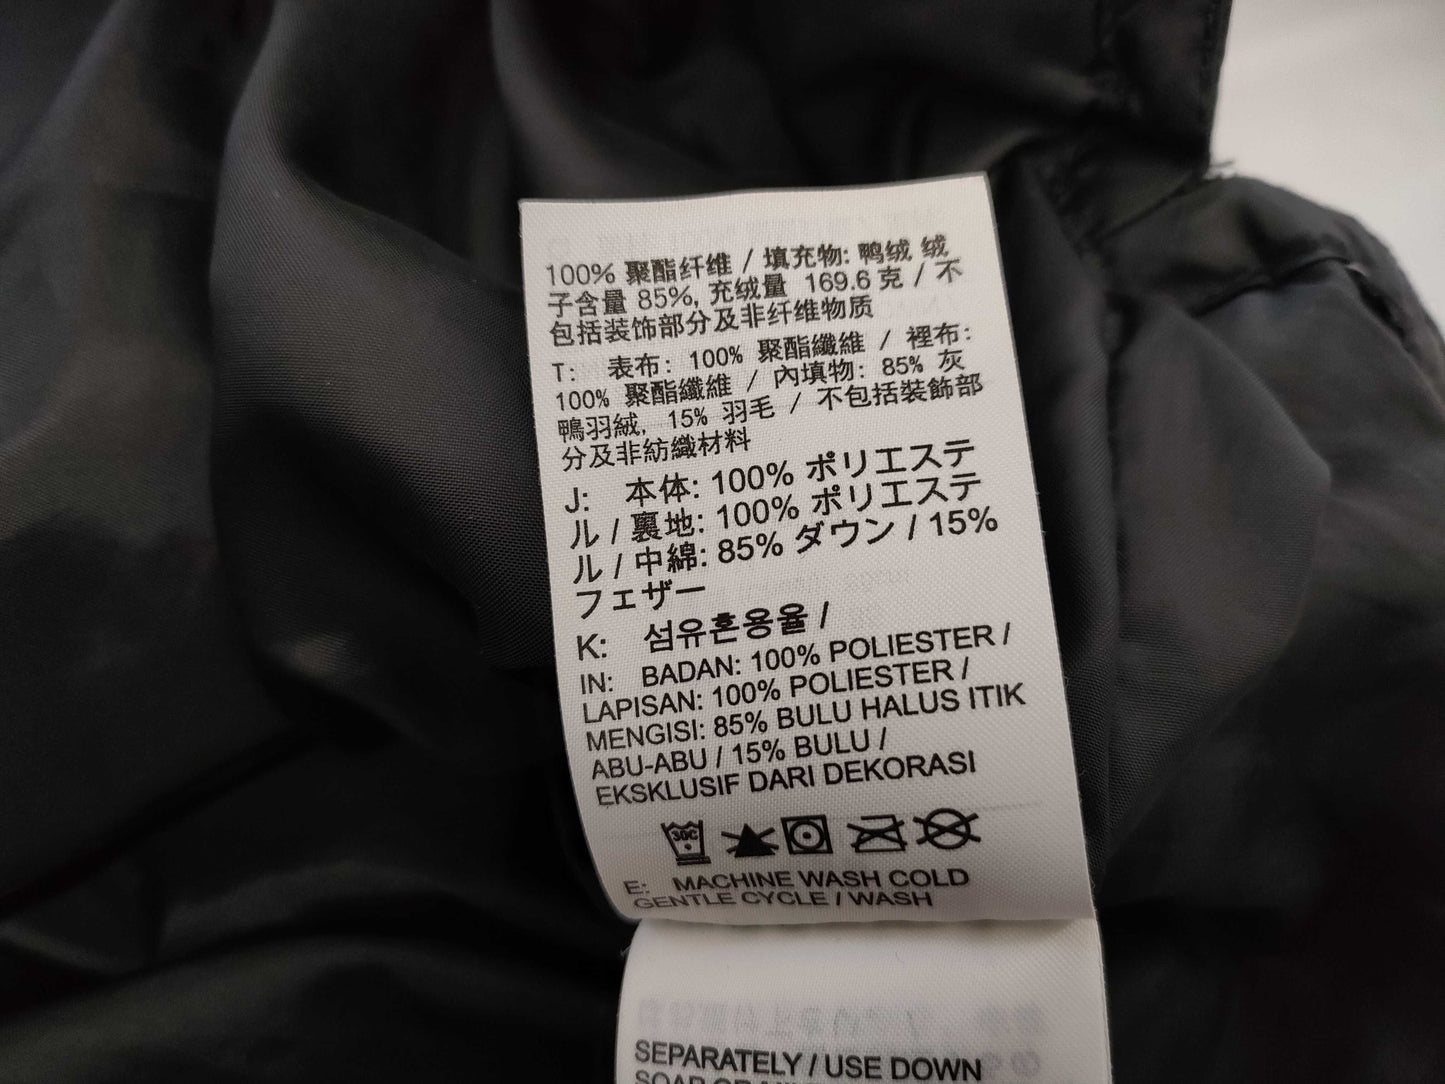 100% 聚酯纤维 / 填充物: 鸭绒 绒
子含量 85%, 充绒量 169.6 克 / 不
包括装饰部分及非纤维物质
T: 表布: 100% 聚酯纖維 / 裡布:
100% 聚酯纖維 / 內填物: 85% 灰
鴨羽絨, 15% 羽毛 / 不包括裝飾部
分及非紡織材料
J: 本体: 100% ポリエステ
ル / 裏地: 100% ポリエステ
ル / 中綿: 85% ダウン / 15%
フェザー
K: 섬유혼용율 /
IN: BADAN: 100% POLIESTER /
LAPISAN: 100% POLIESTER /
MENGISI: 85% BULU HALUS ITIK
ABU-ABU / 15% BULU /
EKSKLUSIF DARI DEKORASI
30C
E: MACHINE WASH COLD
GENTLE CYCLE / WASH
SEPARATELY / USE DOWN
SOAP OR